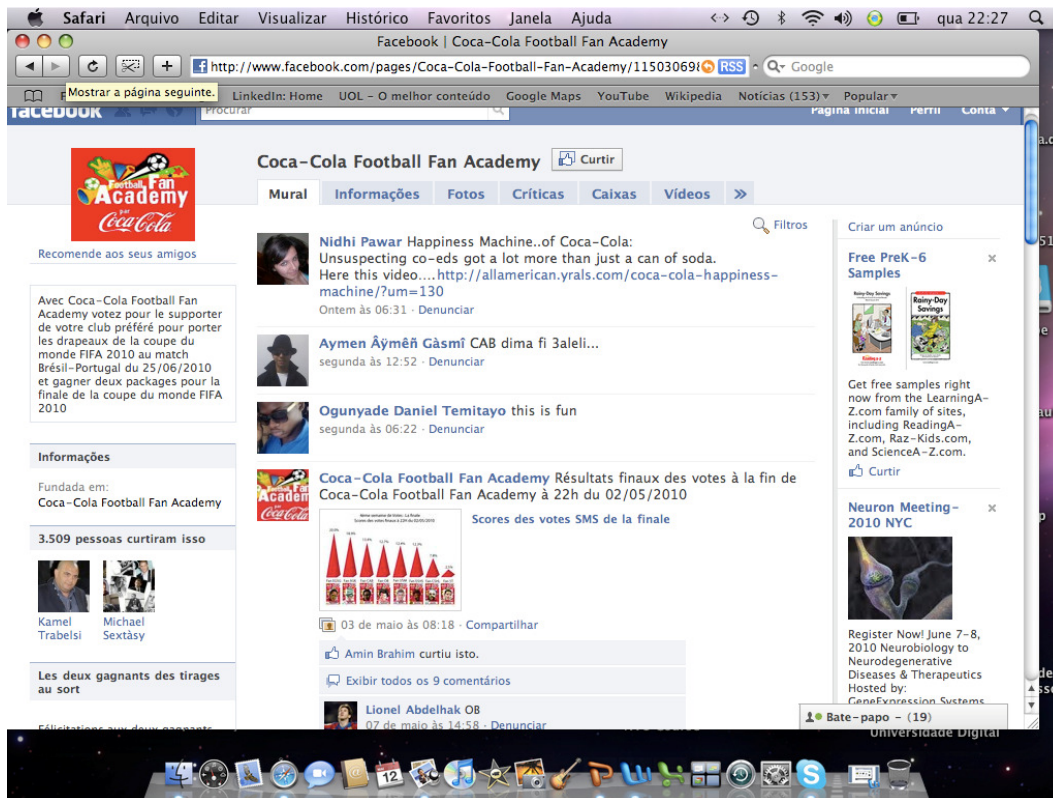 Safari Arquivo Editar Visualizar Histórico Favoritos Janela Ajuda qua 22:27
Facebook | Coca-Cola Football Fan Academy
http://www.facebook.com/pages/Coca-Cola-Football-Fan-Academy/115030698 RSS Google
Mostrar a página seguinte.
LinkedIn: Home UOL - O melhor conteúdo Google Maps YouTube Wikipedia Notícias (153) Popular
facebook Procurar Página inicial Perfil Conta
Football Fan
Academy
par
Coca-Cola
Recomende aos seus amigos
Avec Coca-Cola Football Fan
Academy votez pour le supporter
de votre club préféré pour porter
les drapeaux de la coupe du
monde FIFA 2010 au match
Brésil-Portugal du 25/06/2010
et gagner deux packages pour la
finale de la coupe du monde FIFA
2010
Informações
Fundada em:
Coca-Cola Football Fan Academy
3.509 pessoas curtiram isso
Kamel
Trabelsi
Michael
Sextàsy
Les deux gagnants des tirages
au sort
Félicitations aux deux gagnants
Coca-Cola Football Fan Academy Curtir
Mural Informações Fotos Críticas Caixas Vídeos »
Filtros
Nidhi Pawar Happiness Machine..of Coca-Cola:
Unsuspecting co-eds got a lot more than just a can of soda.
Here this video....http://allamerican.yrals.com/coca-cola-happiness-
machine/?um=130
Ontem às 06:31 · Denunciar
Aymen Âÿmêñ Gàsmî CAB dima fi 3aleli...
segunda às 12:52 · Denunciar
Ogunyade Daniel Temitayo this is fun
segunda às 06:22 · Denunciar
Coca-Cola Football Fan Academy Résultats finaux des votes à la fin de
Coca-Cola Football Fan Academy à 22h du 02/05/2010
Scores des votes SMS de la finale
03 de maio às 08:18 · Compartilhar
Amin Brahim curtiu isto.
Exibir todos os 9 comentários
Lionel Abdelhak OB
07 de maio às 14:58 · Denunciar
Criar um anúncio
Free PreK-6
Samples
Rainy-Day
Savings
Get free samples right
now from the LearningA-
Z.com family of sites,
including ReadingA-
Z.com, Raz-Kids.com,
and ScienceA-Z.com.
Curtir
Neuron Meeting-
2010 NYC
Register Now! June 7-8,
2010 Neurobiology to
Neurodegenerative
Diseases & Therapeutics
Hosted by:
GeneExpression Systems
Bate-papo - (19)
Universidade Digital
12